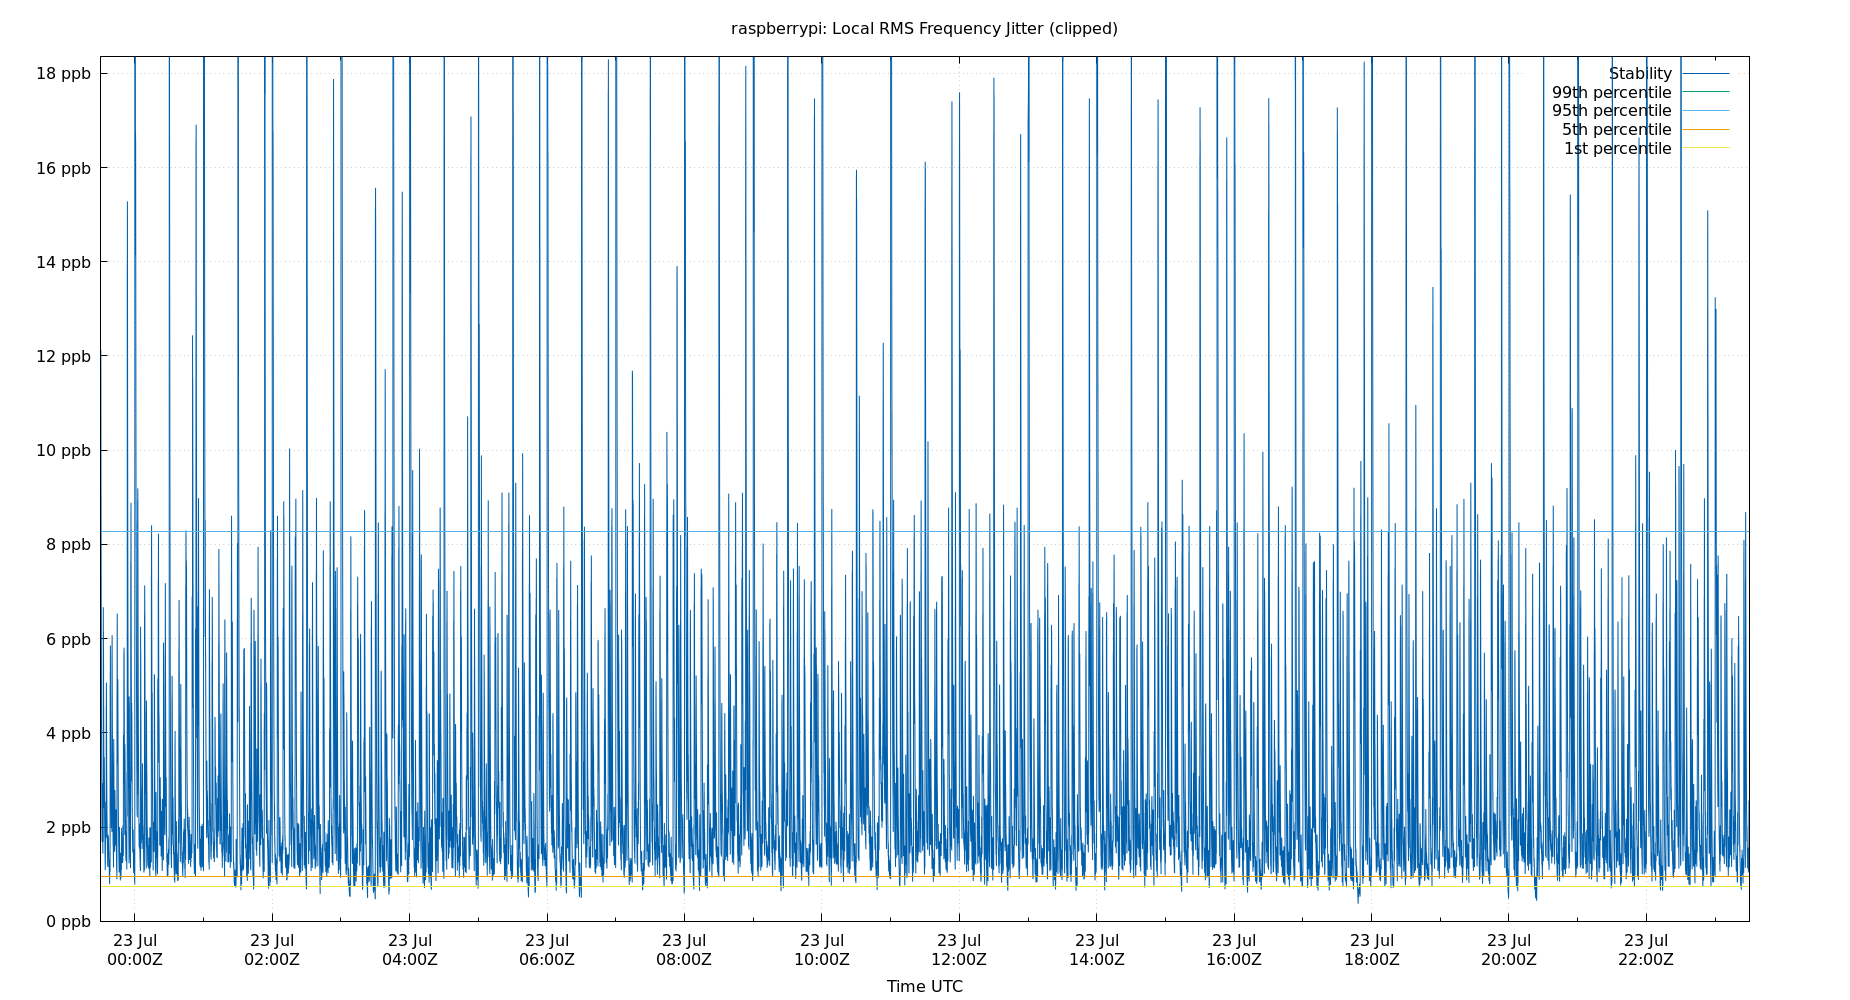 raspberrypi: Local RMS Frequency Jitter (clipped)
18 ppb
16 ppb
14 ppb
12 ppb
10 ppb
8 ppb
6 ppb
4 ppb
2 ppb
0 ppb
Stability
99th percentile
95th percentile
5th percentile
1st percentile
23 Jul 23 Jul 23 Jul 23 Jul 23 Jul 23 Jul 23 Jul 23 Jul 23 Jul 23 Jul 23 Jul 23 Jul
00:00Z 02:00Z 04:00Z 06:00Z 08:00Z 10:00Z 12:00Z 14:00Z 16:00Z 18:00Z 20:00Z 22:00Z
Time UTC